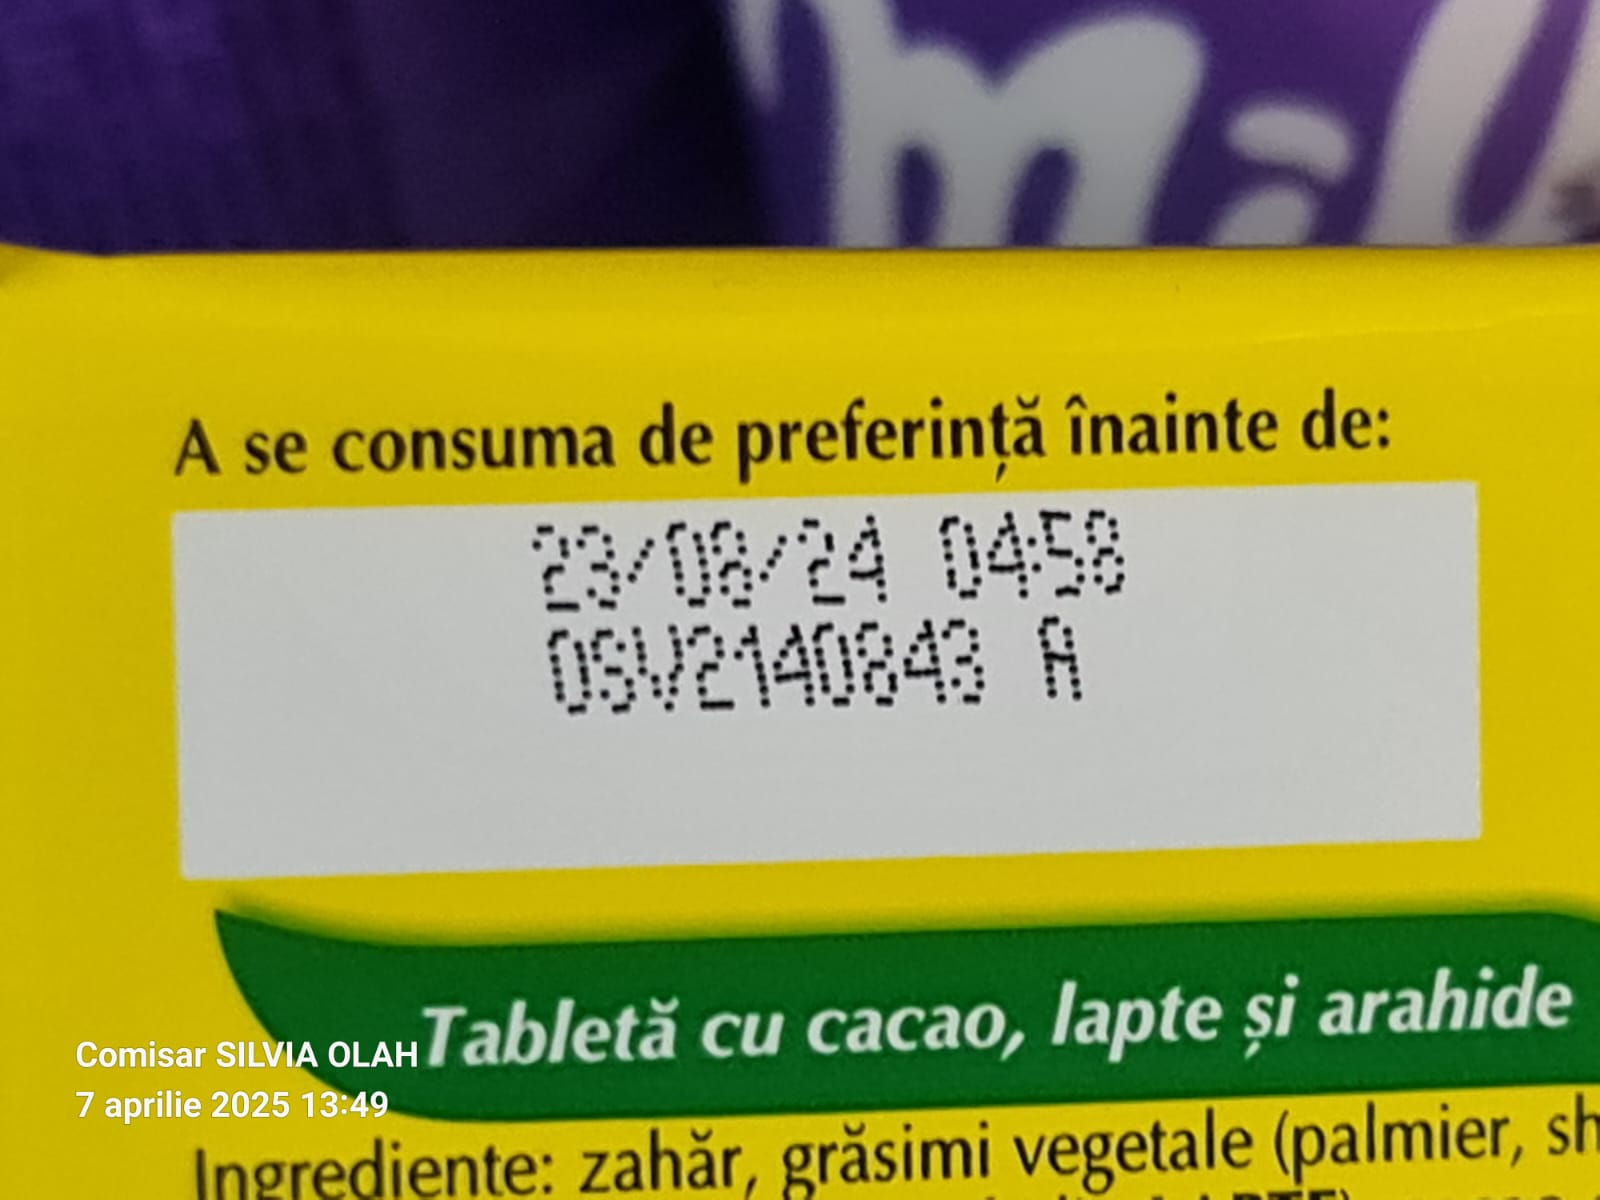 A se consuma de preferință înainte de:
23/08/24 04:58
OSV2140843 A
Tabletă cu cacao, lapte și arahide
Comisar SILVIA OLAH
7 aprilie 2025 13:49
Ingrediente: zahăr, grăsimi vegetale (palmier, sh